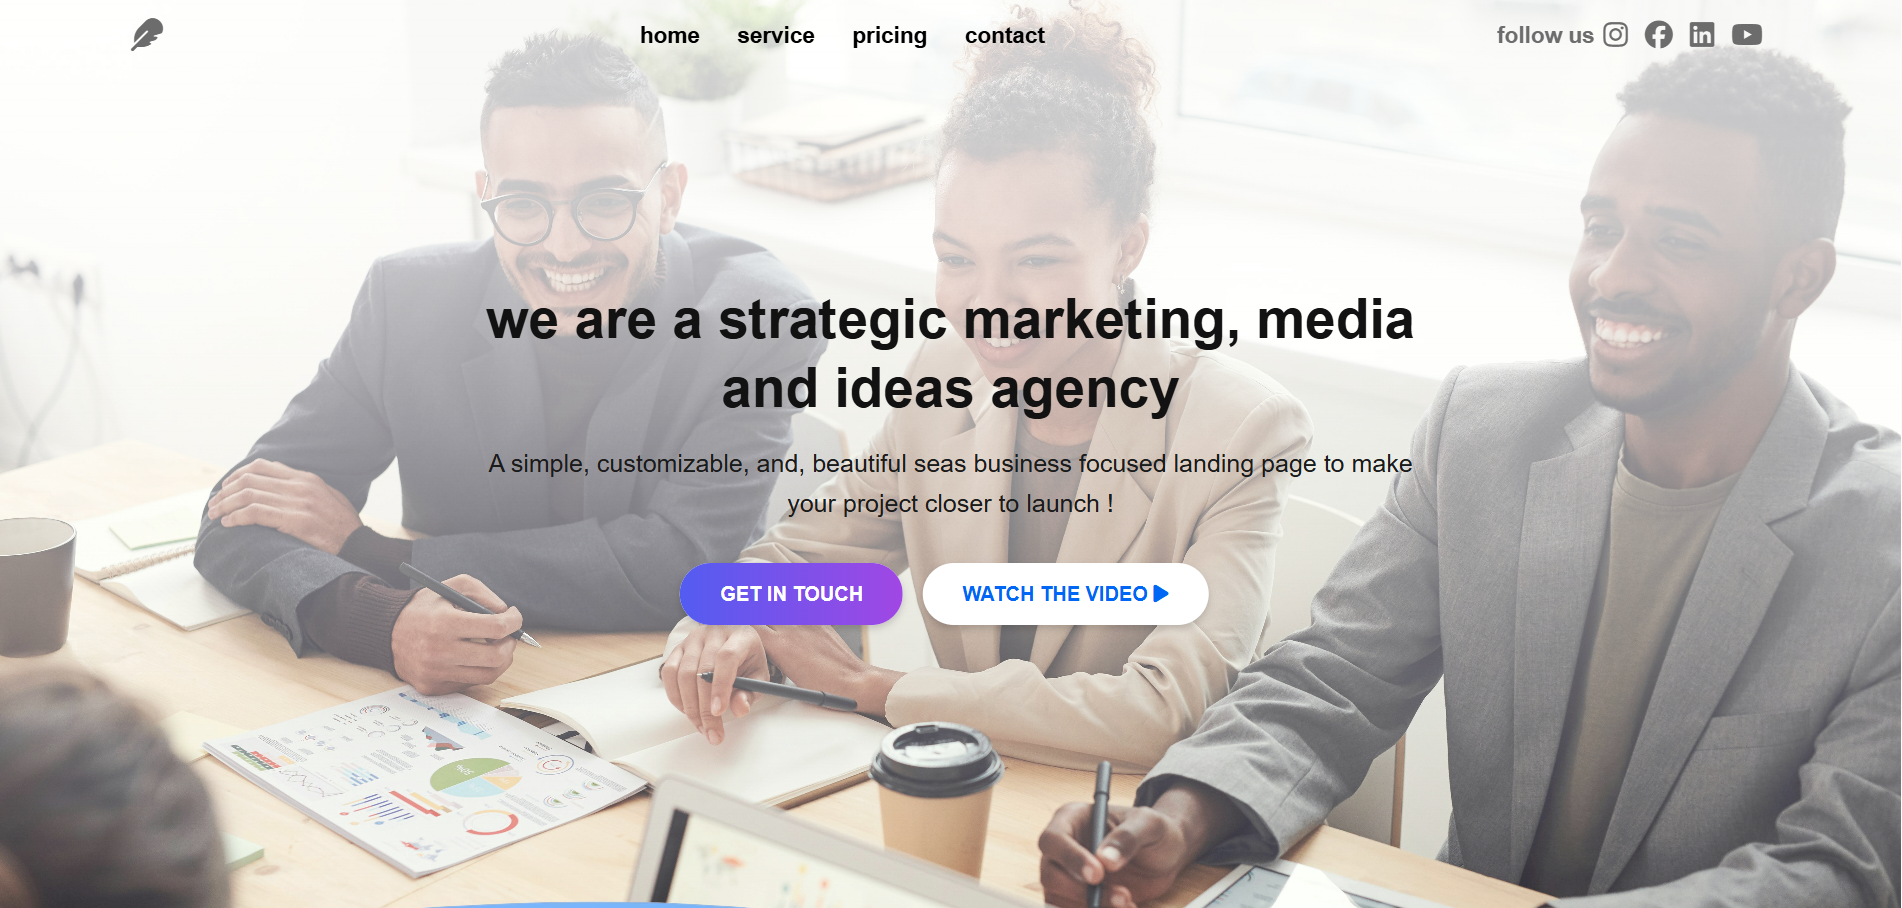 home service pricing contact
follow us
we are a strategic marketing, media
and ideas agency
A simple, customizable, and, beautiful seas business focused landing page to make
your project closer to launch !
GET IN TOUCH
WATCH THE VIDEO
30%